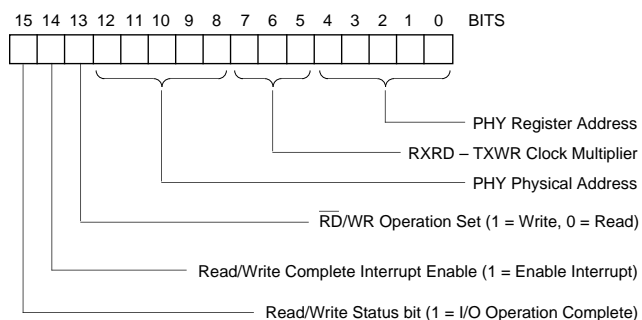 15 14 13 12 11 10 9 8 7 6 5 4 3 2 1 0 BITS
PHY Register Address
RXRD – TXWR Clock Multiplier
PHY Physical Address
R̅D̅/WR Operation Set (1 = Write, 0 = Read)
Read/Write Complete Interrupt Enable (1 = Enable Interrupt)
Read/Write Status bit (1 = I/O Operation Complete)